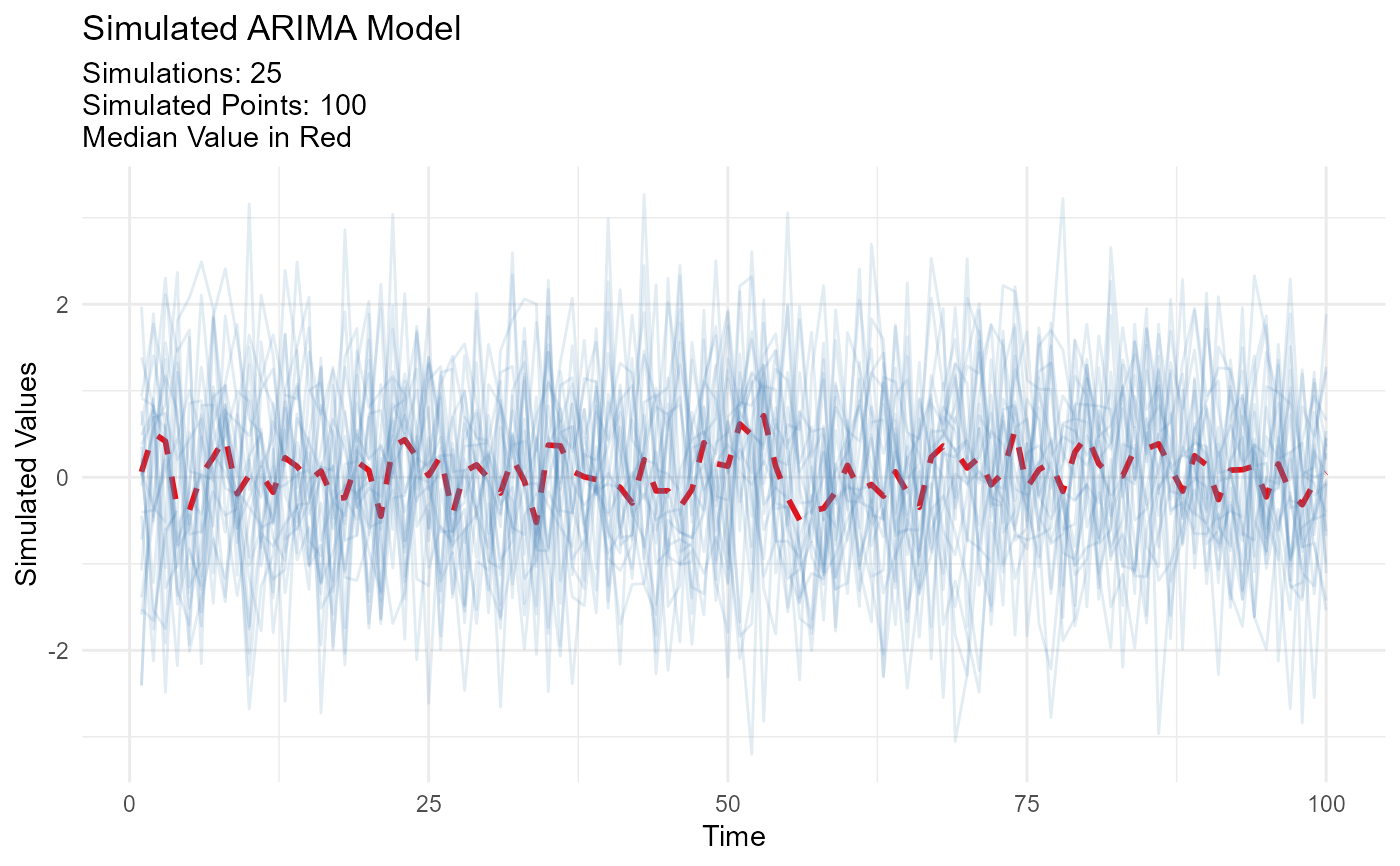 Simulated ARIMA Model
Simulations: 25
Simulated Points: 100
Median Value in Red
Simulated Values
2
0
-2
0
25
50
75
100
Time